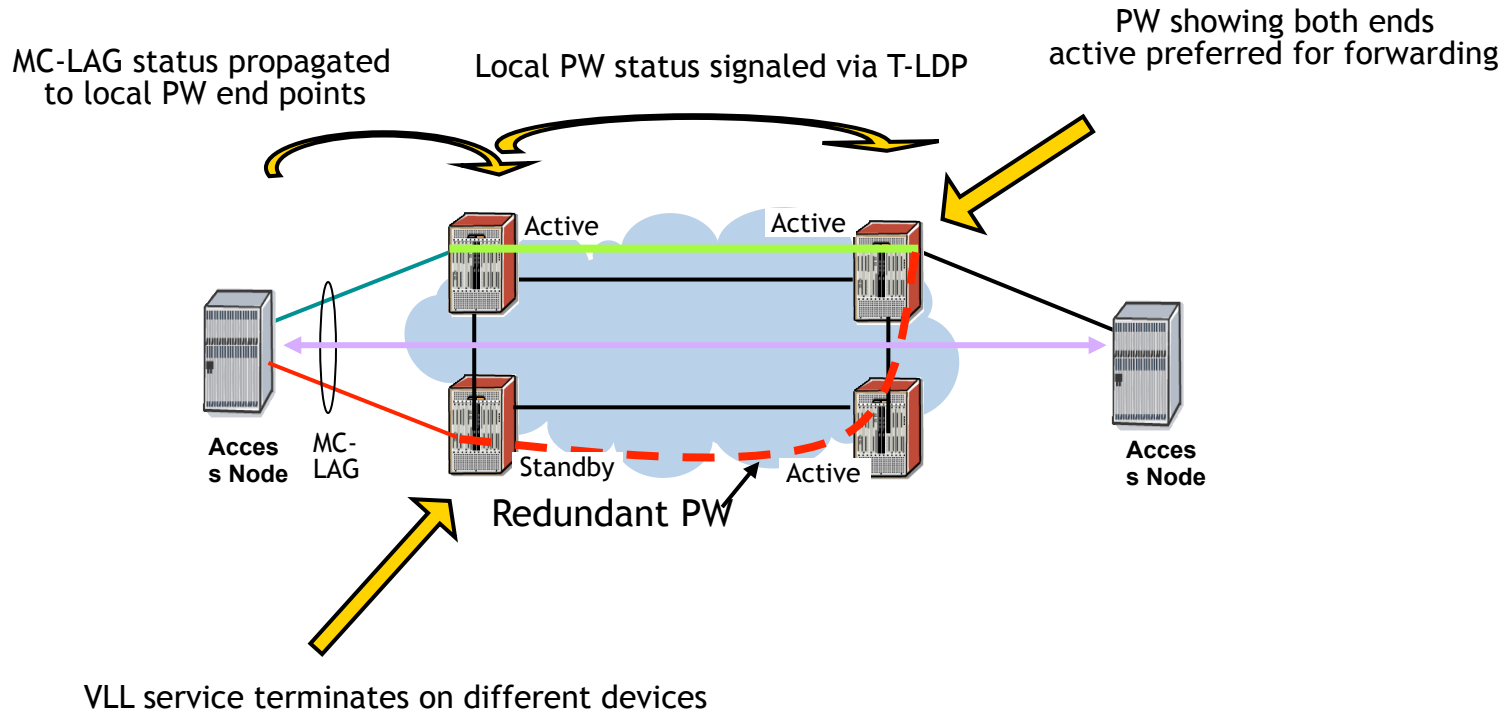 PW showing both ends
active preferred for forwarding
MC-LAG status propagated
to local PW end points
Local PW status signaled via T-LDP
Active
Active
Acces
s Node
MC-
LAG
Standby
Active
Acces
s Node
Redundant PW
VLL service terminates on different devices